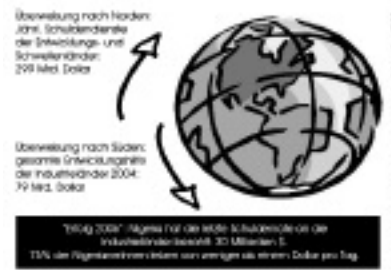 Überweisung nach Norden:
Jährl. Schuldendienste
der Entwicklungs- und
Schwellenländer:
299 Mrd. Dollar
Überweisung nach Süden:
gesamte Entwicklungshilfe
der Industrieländer 2004:
79 Mrd. Dollar
"Erfolg 2006": Nigeria hat die letzte Schuldenrate an die
Industrieländer bezahlt: 30 Milliarden $.
75% der NigerianerInnen leben von weniger als einem Dollar pro Tag.